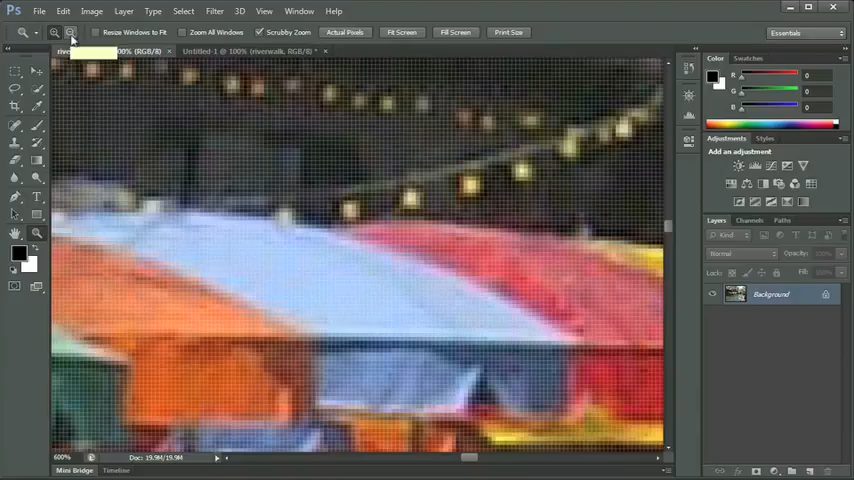 Ps File Edit Image Layer Type Select Filter 3D View Window Help
Resize Windows to Fit Zoom All Windows Scrubby Zoom Actual Pixels Fit Screen Fill Screen Print Size Essentials
00% (RGB/8) × Untitled-1 @ 100% (riverwalk, RGB/8) * ×
Color Swatches
R 0
G 0
B 0
Adjustments Styles
Add an adjustment
Layers Channels Paths
Kind
Normal Opacity: 100%
Lock: Fill: 100%
Background
600% Doc: 19.9M/19.9M
Mini Bridge Timeline